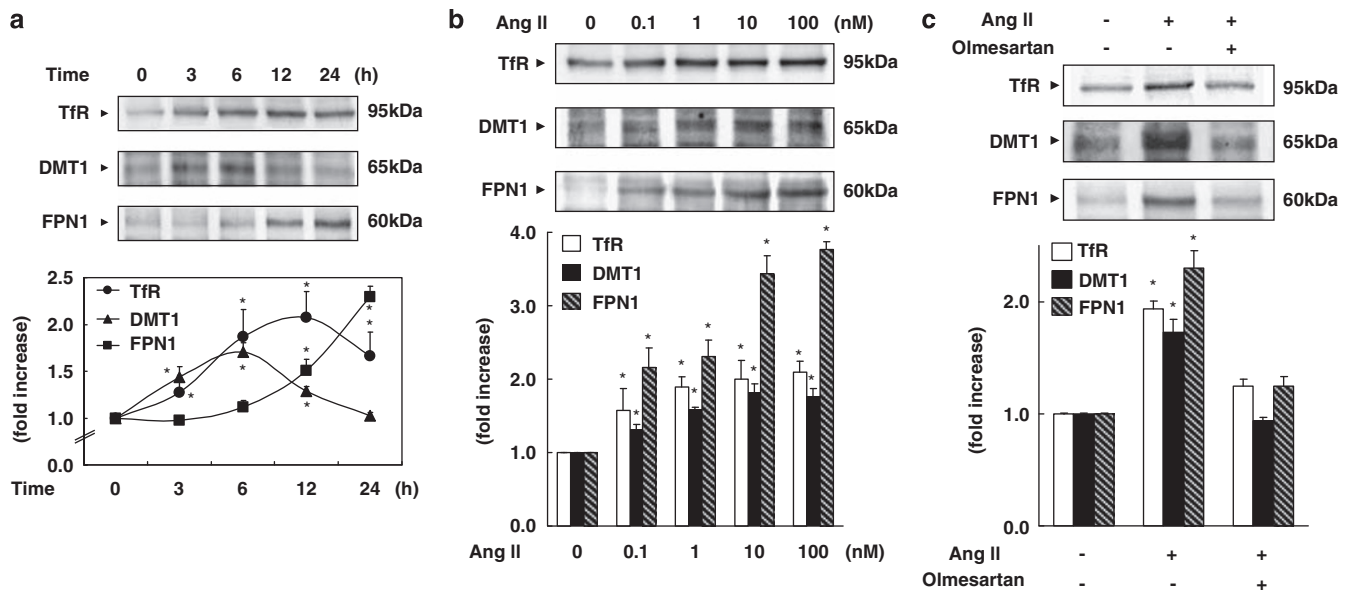 a
Time 0 3 6 12 24 (h)
TfR 95kDa
DMT1 65kDa
FPN1 60kDa
2.5
2.0
1.5
1.0
0.0
(fold increase)
TfR
DMT1
FPN1
* * * * * * * * *
Time 0 3 6 12 24 (h)
b
Ang II 0 0.1 1 10 100 (nM)
TfR 95kDa
DMT1 65kDa
FPN1 60kDa
4.0
3.0
2.0
1.0
0.0
(fold increase)
TfR
DMT1
FPN1
* * * * * * * * * * * *
Ang II 0 0.1 1 10 100 (nM)
c
Ang II - + +
Olmesartan - - +
TfR 95kDa
DMT1 65kDa
FPN1 60kDa
2.0
1.0
0.0
(fold increase)
TfR
DMT1
FPN1
* * *
Ang II - + +
Olmesartan - - +